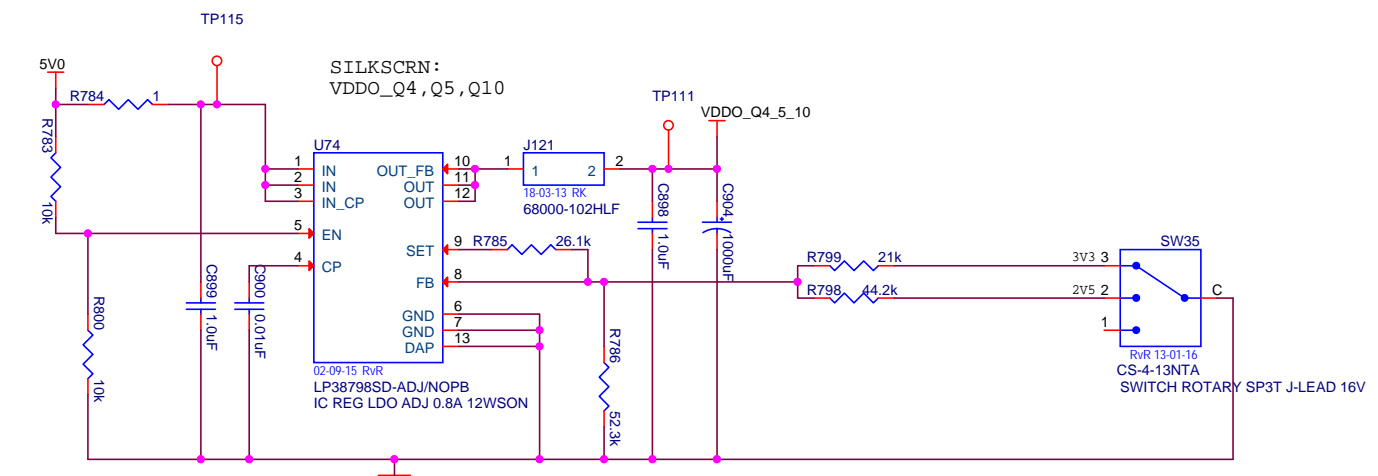 TP115
5V0
SILKSCRN:
VDDO_Q4,Q5,Q10
R784 1
TP111
VDDO_Q4_5_10
R783
10k
U74
J121
1 IN OUT_FB 10
2 IN OUT 11
3 IN_CP OUT 12
1 1 2 2
18-03-13 RK
68000-102HLF
5 EN
4 CP
SET 9
R785 26.1k
FB 8
C898 1.0uF
C904 + 1000uF
GND 6
GND 7
DAP 13
R799 21k
R798 44.2k
SW35
3V3 3
2V5 2
1
C
RvR 13-01-16
CS-4-13NTA
SWITCH ROTARY SP3T J-LEAD 16V
R800
10k
C899 1.0uF
C900 0.01uF
R786
52.3k
02-09-15 RvR
LP38798SD-ADJ/NOPB
IC REG LDO ADJ 0.8A 12WSON